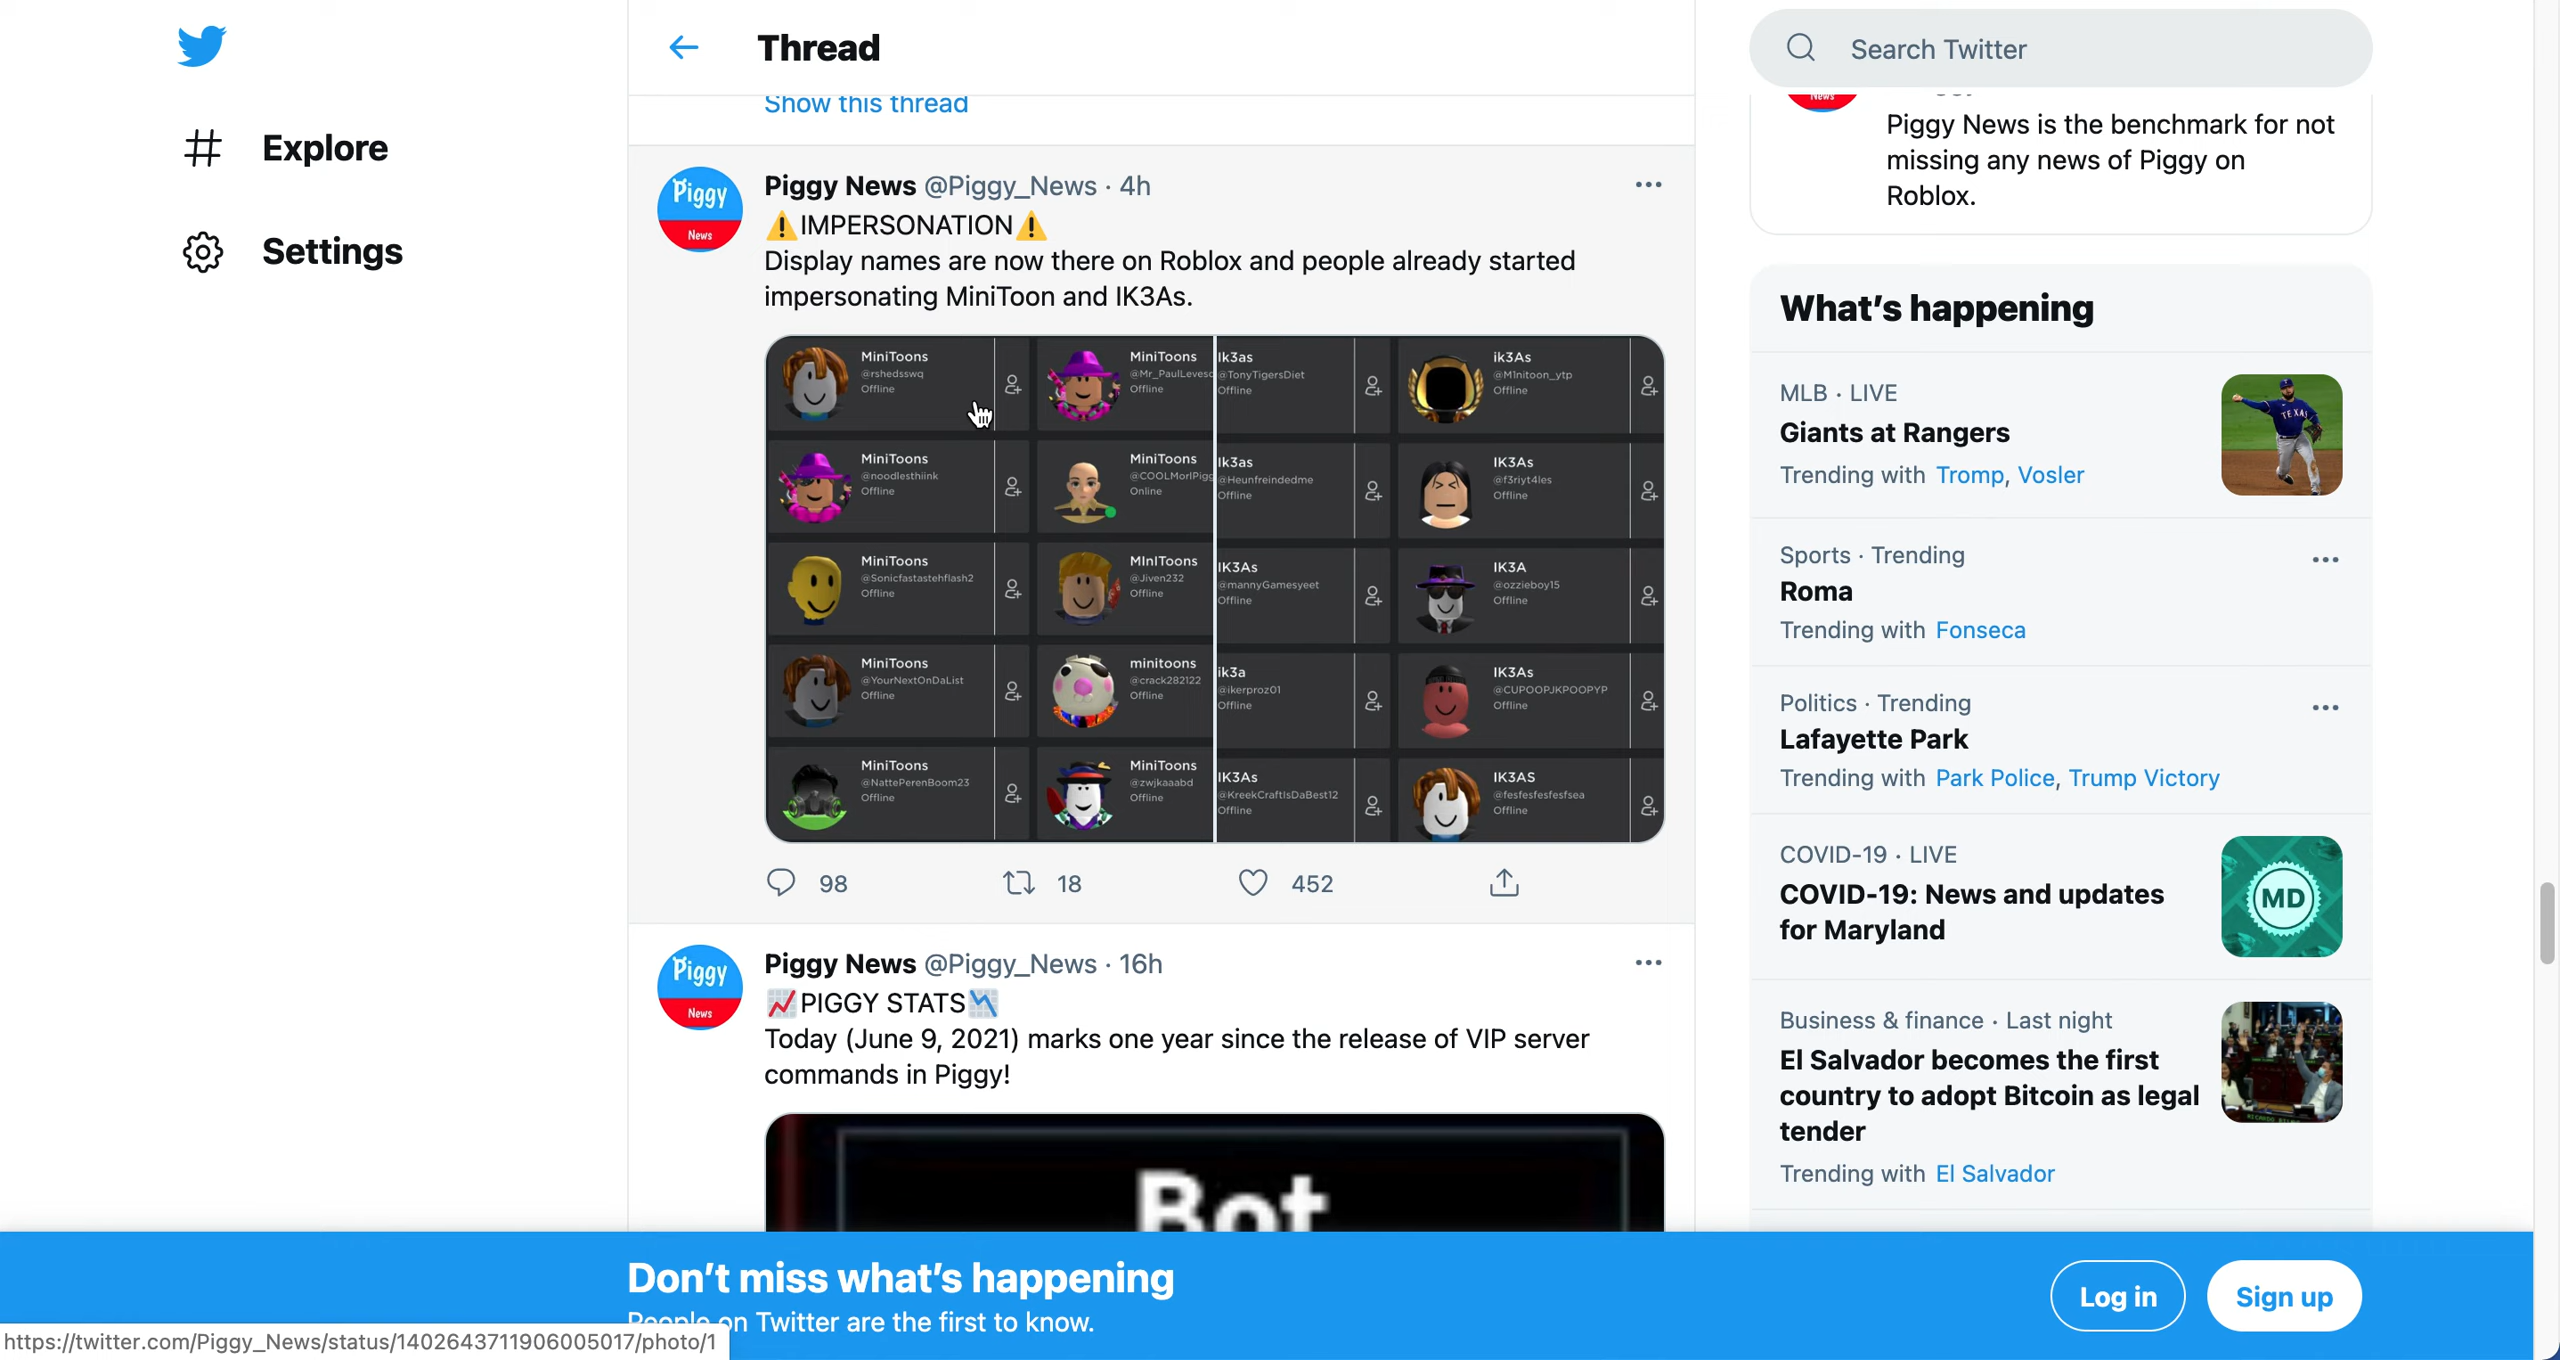 Explore
Settings
Thread
Show this thread
Piggy News
Piggy News @Piggy_News · 4h
⚠️IMPERSONATION⚠️
Display names are now there on Roblox and people already started
impersonating MiniToon and IK3As.
MiniToons
@rshedsswq
Offline
MiniToons
@Mr_PaulLevesc
Offline
Ik3as
@TonyTigersDiet
Offline
ik3As
@M1nitoon_ytp
Offline
MiniToons
@noodlesthiink
Offline
MiniToons
@COOLMorIPigg
Online
Ik3as
@Heunfreindedme
Offline
IK3As
@f3riyt4les
Offline
MiniToons
@Sonicfastastehflash2
Offline
MInIToons
@Jiven232
Offline
IK3As
@mannyGamesyeet
Offline
IK3A
@ozzieboy15
Offline
MiniToons
@YourNextOnDaList
Offline
minitoons
@crack282122
Offline
ik3a
@ikerproz01
Offline
IK3As
@CUPOOPJKPOOPYP
Offline
MiniToons
@NattePerenBoom23
Offline
MiniToons
@zwjkaaabd
Offline
IK3As
@KreekCraftIsDaBest12
Offline
IK3AS
@fesfesfesfesfsea
Offline
98 18 452
Piggy News
Piggy News @Piggy_News · 16h
📈PIGGY STATS📉
Today (June 9, 2021) marks one year since the release of VIP server
commands in Piggy!
Bot
Search Twitter
News
Piggy News is the benchmark for not
missing any news of Piggy on
Roblox.
What's happening
MLB · LIVE
Giants at Rangers
Trending with Tromp, Vosler
TEXA
Sports · Trending
Roma
Trending with Fonseca
Politics · Trending
Lafayette Park
Trending with Park Police, Trump Victory
COVID-19 · LIVE
COVID-19: News and updates
for Maryland
MD
Business & finance · Last night
El Salvador becomes the first
country to adopt Bitcoin as legal
tender
Trending with El Salvador
Don't miss what's happening
People on Twitter are the first to know.
Log in
Sign up
https://twitter.com/Piggy_News/status/1402643711906005017/photo/1